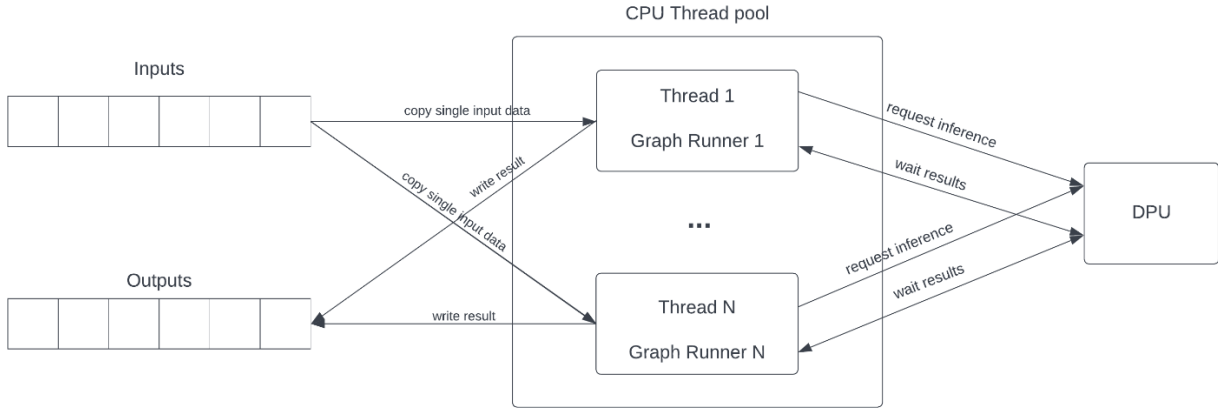 CPU Thread pool
Inputs
copy single input data
Thread 1
Graph Runner 1
request inference
write result
copy single input data
wait results
DPU
...
request inference
wait results
Outputs
write result
Thread N
Graph Runner N